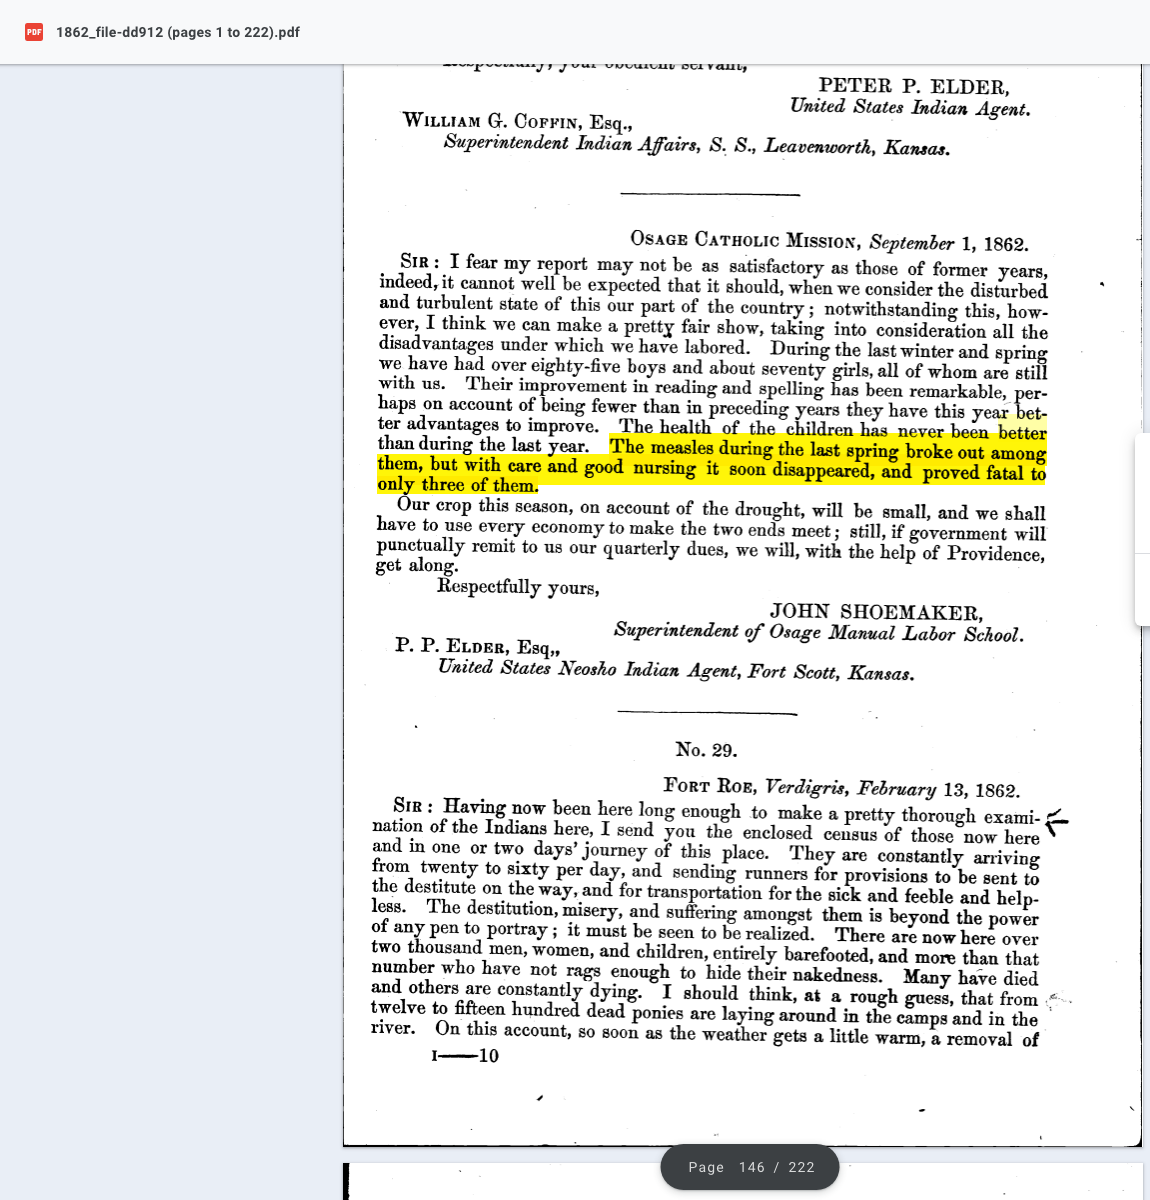 1862_file-dd912 (pages 1 to 222).pdf
Respectfully, your obedient servant,
PETER P. ELDER,
United States Indian Agent.
WILLIAM G. COFFIN, Esq.,
Superintendent Indian Affairs, S. S., Leavenworth, Kansas.
OSAGE CATHOLIC MISSION, September 1, 1862.
SIR: I fear my report may not be as satisfactory as those of former years,
indeed, it cannot well be expected that it should, when we consider the disturbed
and turbulent state of this our part of the country; notwithstanding this, how-
ever, I think we can make a pretty fair show, taking into consideration all the
disadvantages under which we have labored. During the last winter and spring
we have had over eighty-five boys and about seventy girls, all of whom are still
with us. Their improvement in reading and spelling has been remarkable, per-
haps on account of being fewer than in preceding years they have this year bet-
ter advantages to improve. The health of the children has never been better
than during the last year. The measles during the last spring broke out among
them, but with care and good nursing it soon disappeared, and proved fatal to
only three of them.
Our crop this season, on account of the drought, will be small, and we shall
have to use every economy to make the two ends meet; still, if government will
punctually remit to us our quarterly dues, we will, with the help of Providence,
get along.
Respectfully yours,
JOHN SHOEMAKER,
Superintendent of Osage Manual Labor School.
P. P. ELDER, Esq,,
United States Neosho Indian Agent, Fort Scott, Kansas.
No. 29.
FORT ROE, Verdigris, February 13, 1862.
SIR: Having now been here long enough to make a pretty thorough exami-
nation of the Indians here, I send you the enclosed census of those now here
and in one or two days' journey of this place. They are constantly arriving
from twenty to sixty per day, and sending runners for provisions to be sent to
the destitute on the way, and for transportation for the sick and feeble and help-
less. The destitution, misery, and suffering amongst them is beyond the power
of any pen to portray; it must be seen to be realized. There are now here over
two thousand men, women, and children, entirely barefooted, and more than that
number who have not rags enough to hide their nakedness. Many have died
and others are constantly dying. I should think, at a rough guess, that from
twelve to fifteen hundred dead ponies are laying around in the camps and in the
river. On this account, so soon as the weather gets a little warm, a removal of
I——10
Page 146 / 222